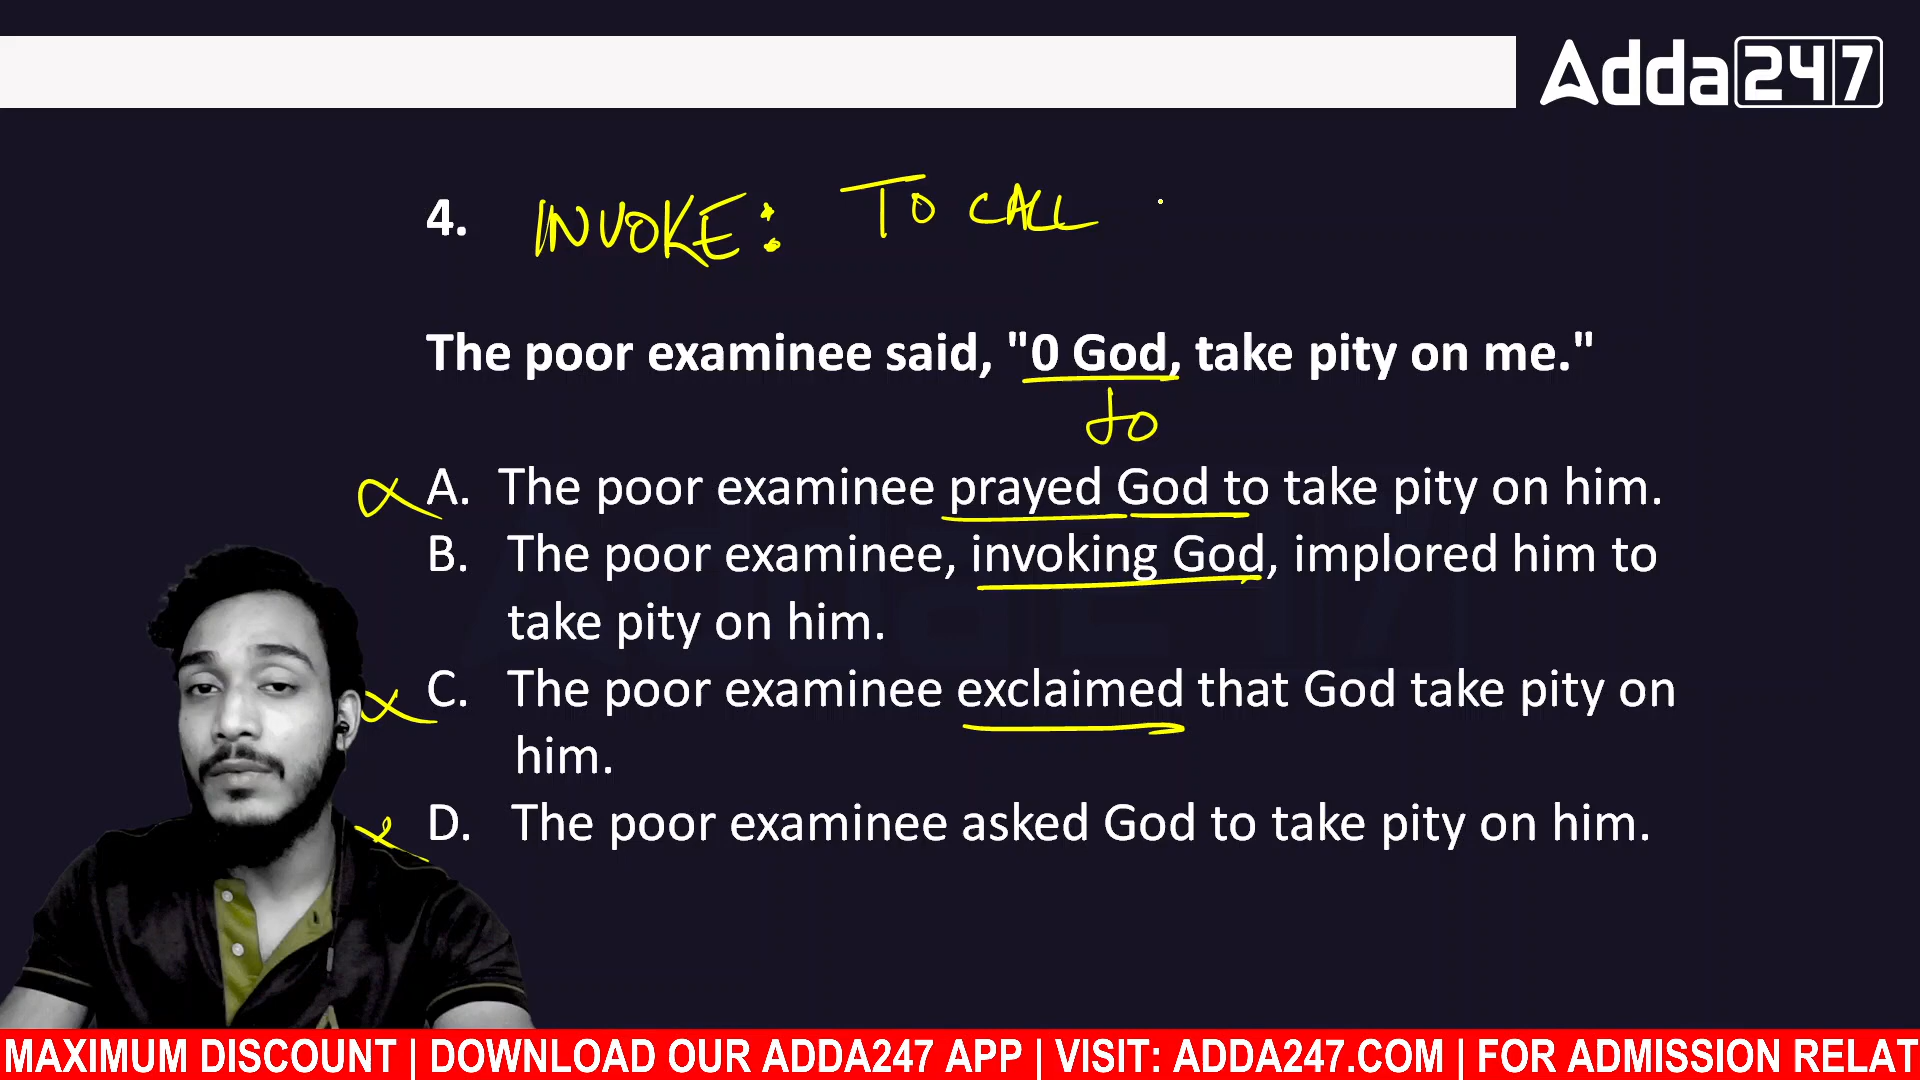 Adda247
4. INVOKE: TO CALL
The poor examinee said, "0 God, take pity on me."
to
A. The poor examinee prayed God to take pity on him.
B. The poor examinee, invoking God, implored him to
take pity on him.
C. The poor examinee exclaimed that God take pity on
him.
D. The poor examinee asked God to take pity on him.
MAXIMUM DISCOUNT | DOWNLOAD OUR ADDA247 APP | VISIT: ADDA247.COM | FOR ADMISSION RELAT